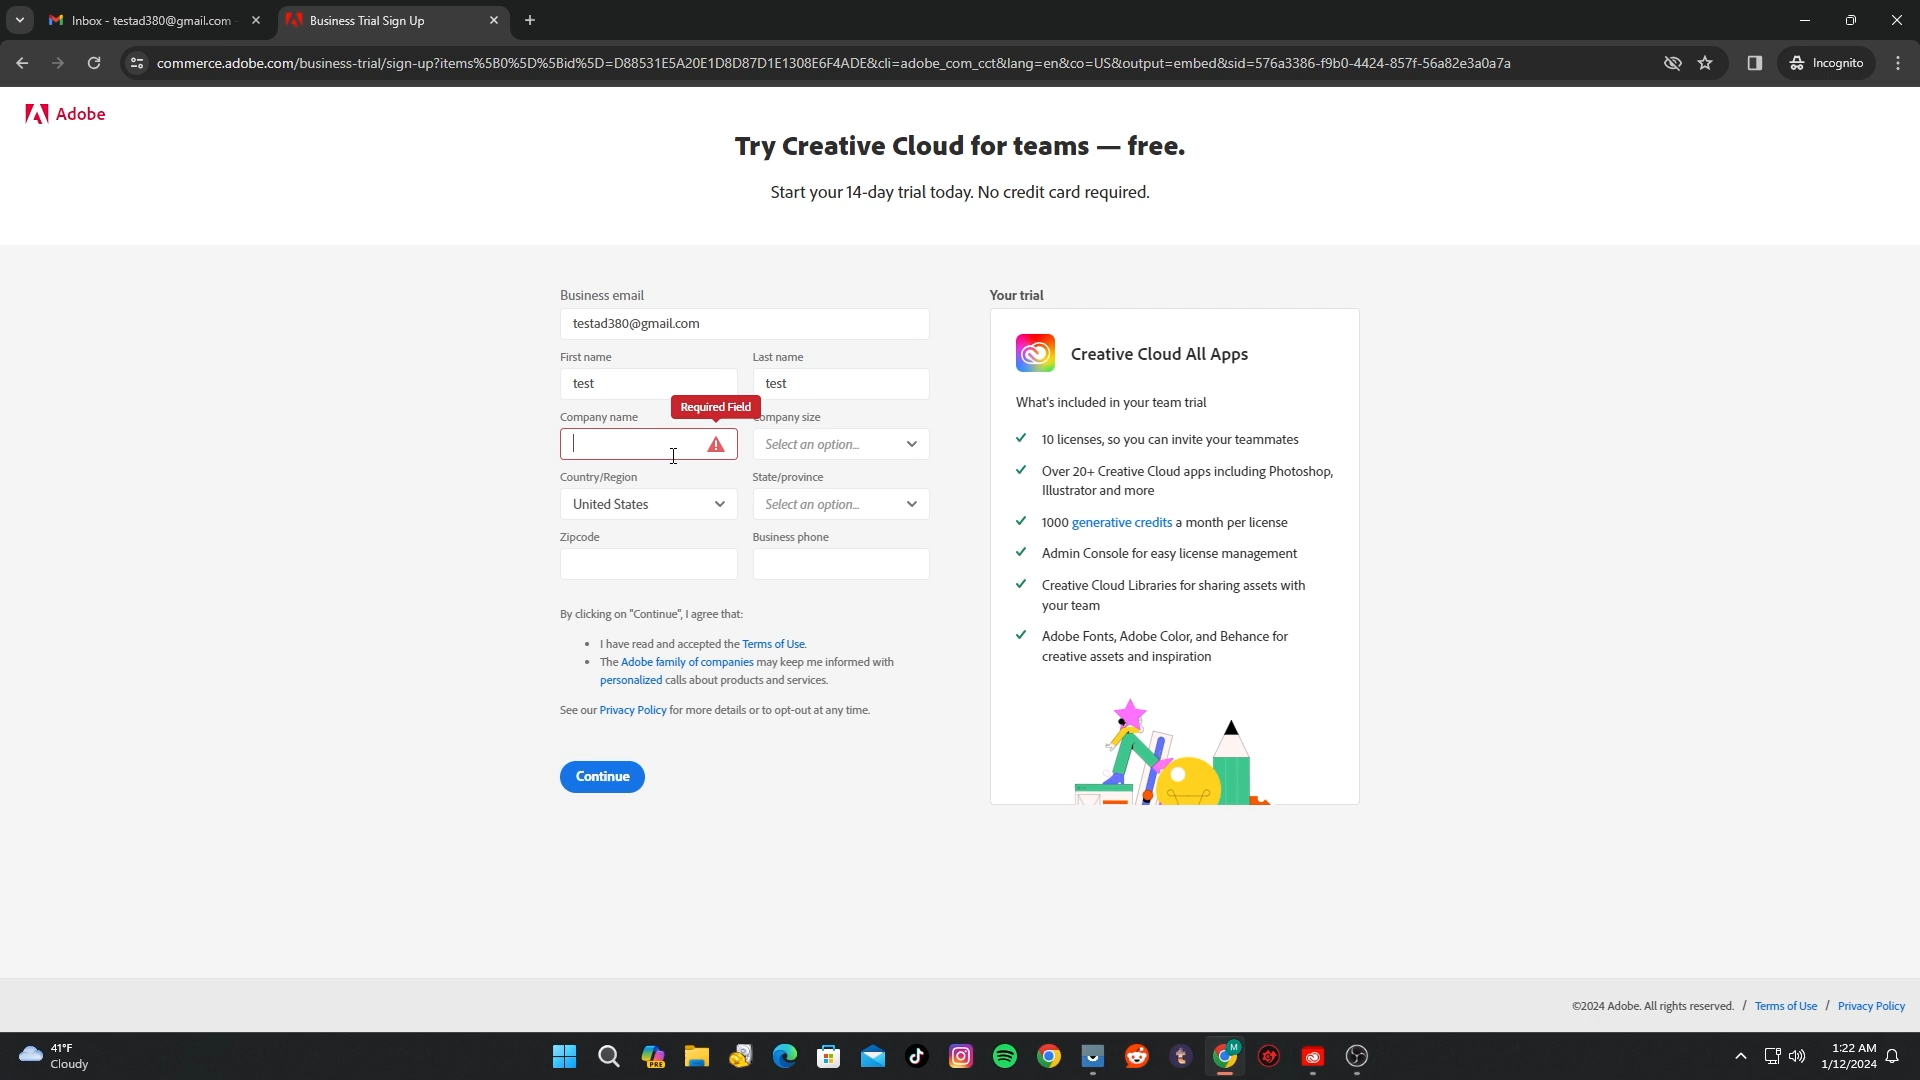 Inbox - testad380@gmail.com
Business Trial Sign Up
commerce.adobe.com/business-trial/sign-up?items%5B0%5D%5Bid%5D=D88531E5A20E1D8D87D1E1308E6F4ADE&cli=adobe_com_cct&lang=en&co=US&output=embed&sid=576a3386-f9b0-4424-857f-56a82e3a0a7a
Incognito
Adobe
Try Creative Cloud for teams — free.
Start your 14-day trial today. No credit card required.
Business email
testad380@gmail.com
First name
Last name
test
test
Required Field
Company name
ompany size
Select an option...
Country/Region
State/province
United States
Select an option...
Zipcode
Business phone
By clicking on "Continue", I agree that:
• I have read and accepted the Terms of Use.
• The Adobe family of companies may keep me informed with
personalized calls about products and services.
See our Privacy Policy for more details or to opt-out at any time.
Continue
Your trial
Creative Cloud All Apps
What's included in your team trial
10 licenses, so you can invite your teammates
Over 20+ Creative Cloud apps including Photoshop,
Illustrator and more
1000 generative credits a month per license
Admin Console for easy license management
Creative Cloud Libraries for sharing assets with
your team
Adobe Fonts, Adobe Color, and Behance for
creative assets and inspiration
©2024 Adobe. All rights reserved. / Terms of Use / Privacy Policy
41°F
Cloudy
PRE
M
1:22 AM
1/12/2024